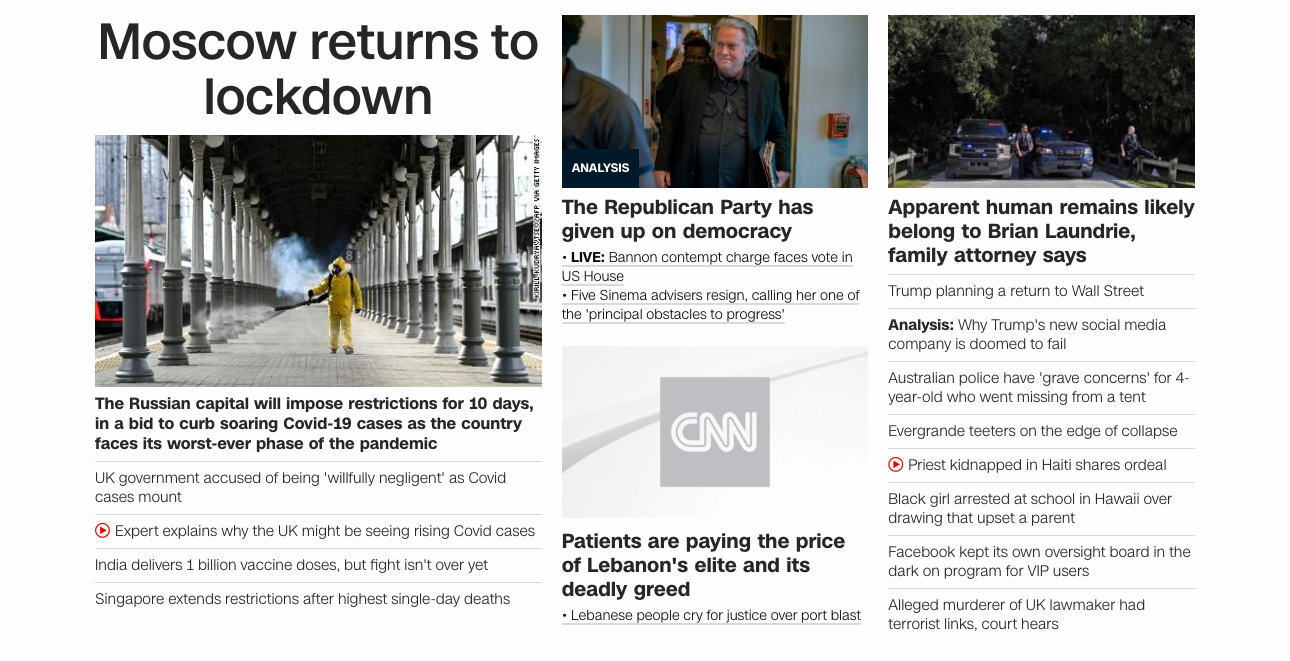 Moscow returns to
lockdown
KIRILL KUDRYAVTSEV/AFP VIA GETTY IMAGES
The Russian capital will impose restrictions for 10 days,
in a bid to curb soaring Covid-19 cases as the country
faces its worst-ever phase of the pandemic
UK government accused of being 'willfully negligent' as Covid
cases mount
Expert explains why the UK might be seeing rising Covid cases
India delivers 1 billion vaccine doses, but fight isn't over yet
Singapore extends restrictions after highest single-day deaths
ANALYSIS
The Republican Party has
given up on democracy
• LIVE: Bannon contempt charge faces vote in
US House
• Five Sinema advisers resign, calling her one of
the 'principal obstacles to progress'
CNN
Patients are paying the price
of Lebanon's elite and its
deadly greed
• Lebanese people cry for justice over port blast
Apparent human remains likely
belong to Brian Laundrie,
family attorney says
Trump planning a return to Wall Street
Analysis: Why Trump's new social media
company is doomed to fail
Australian police have 'grave concerns' for 4-
year-old who went missing from a tent
Evergrande teeters on the edge of collapse
Priest kidnapped in Haiti shares ordeal
Black girl arrested at school in Hawaii over
drawing that upset a parent
Facebook kept its own oversight board in the
dark on program for VIP users
Alleged murderer of UK lawmaker had
terrorist links, court hears